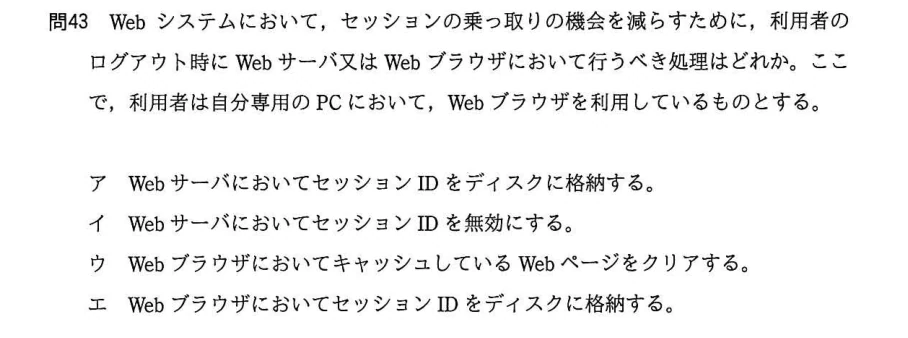 問43 Web システムにおいて，セッションの乗っ取りの機会を減らすために，利用者の
ログアウト時に Web サーバ又は Web ブラウザにおいて行うべき処理はどれか。ここ
で，利用者は自分専用の PC において，Web ブラウザを利用しているものとする。
ア Web サーバにおいてセッション ID をディスクに格納する。
イ Web サーバにおいてセッション ID を無効にする。
ウ Web ブラウザにおいてキャッシュしている Web ページをクリアする。
エ Web ブラウザにおいてセッション ID をディスクに格納する。